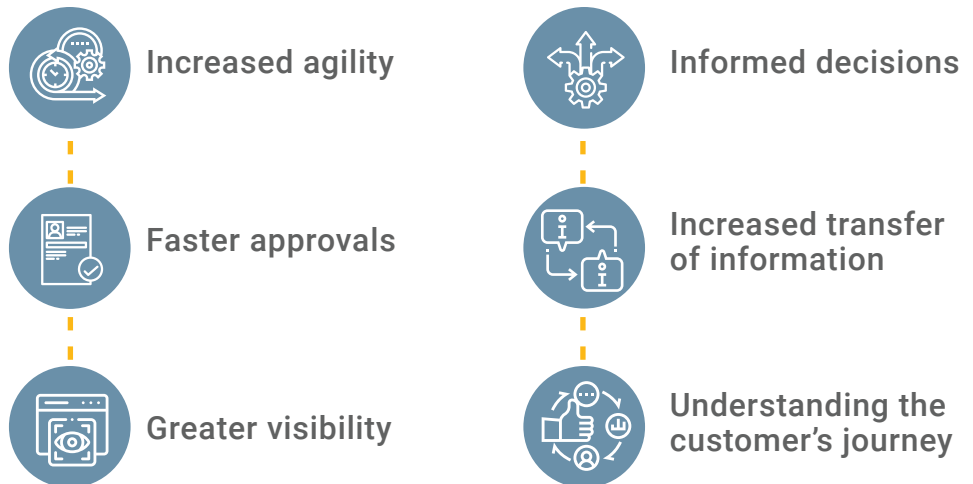 Increased agility
Faster approvals
Greater visibility
Informed decisions
Increased transfer
of information
Understanding the
customer’s journey